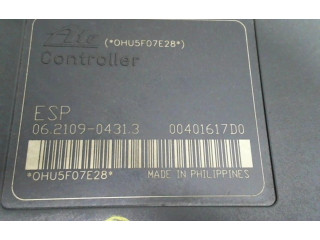 (*OHU5F07E28*)
Controller
ESP
06.2109-0431.3 00401617D0
*OHU5F07E28* MADE IN PHILIPPINES